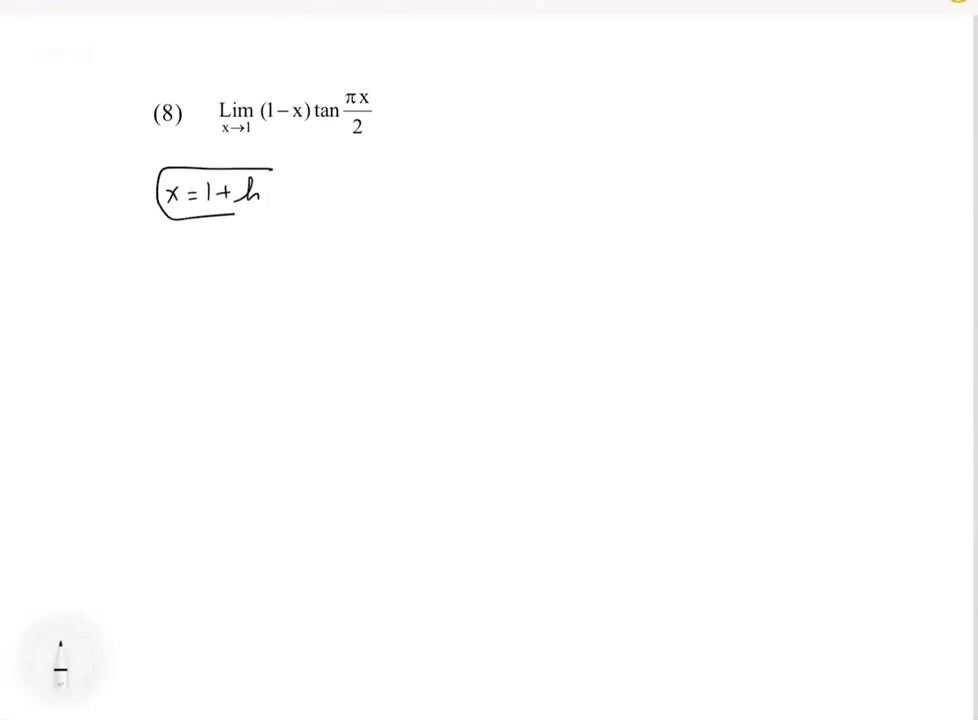 (8) Lim x→1 (1−x) tan πx/2
x = 1 + h